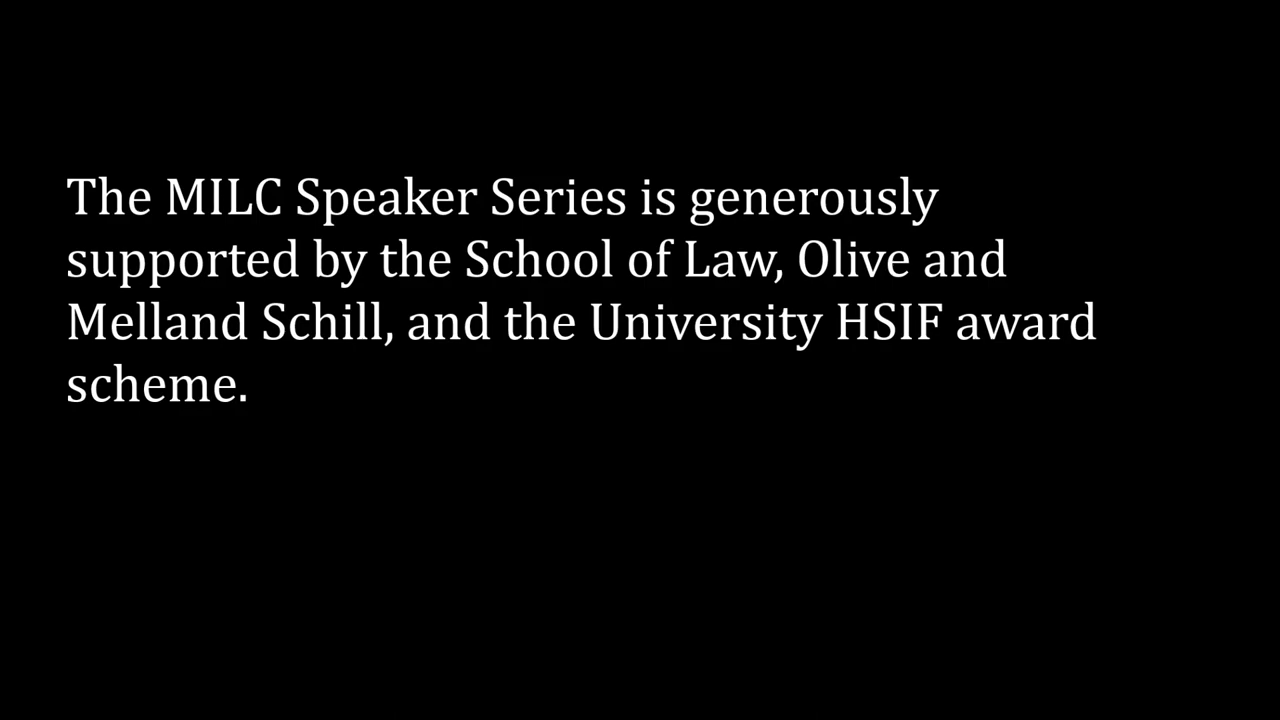 The MILC Speaker Series is generously
supported by the School of Law, Olive and
Melland Schill, and the University HSIF award
scheme.